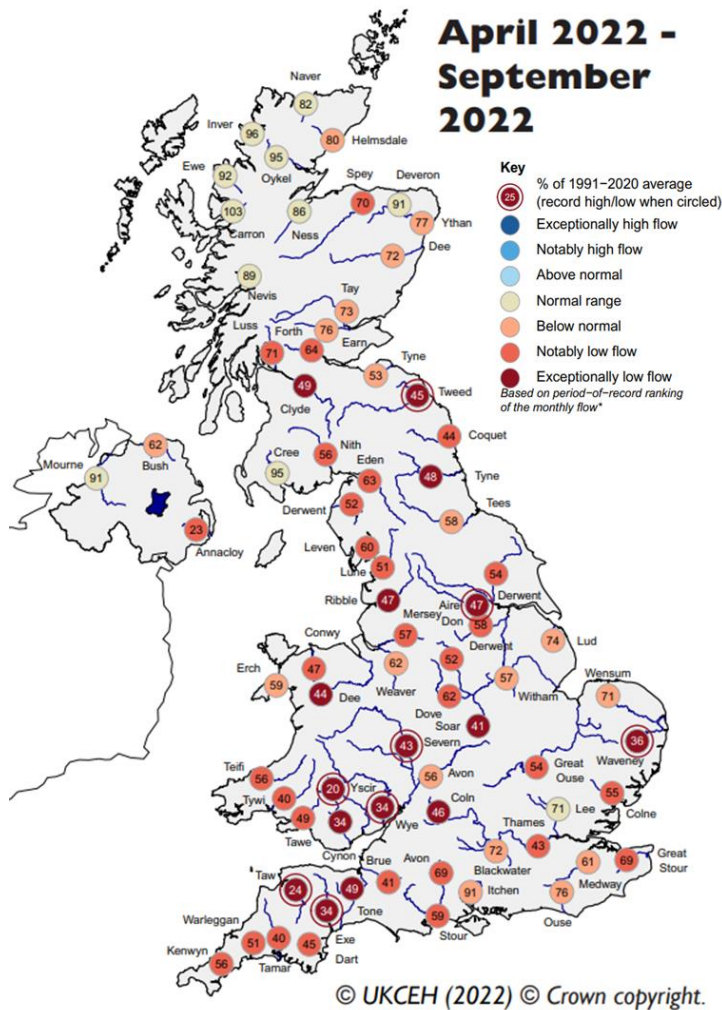 April 2022 -
September
2022
Key
25
% of 1991−2020 average
(record high/low when circled)
Exceptionally high flow
Notably high flow
Above normal
Normal range
Below normal
Notably low flow
Exceptionally low flow
Based on period−of−record ranking
of the monthly flow*
Naver
82
Inver
96
Helmsdale
80
Oykel
95
Ewe
92
Spey
70
Deveron
91
Carron
103
Ness
86
Ythan
77
Dee
72
Nevis
89
Tay
73
Luss
71
Forth
64
Earn
76
Tyne
53
Tweed
45
Clyde
49
Coquet
44
Nith
56
Cree
95
Eden
63
Tyne
48
Mourne
91
Bush
62
Annacloy
23
Derwent
52
Tees
58
Leven
60
Lune
51
Derwent
54
Ribble
47
Aire
47
Mersey
57
Don
58
Lud
74
Conwy
47
Erch
59
Derwent
52
Weaver
62
Witham
57
Wensum
71
Dee
44
Dove
62
Soar
41
Waveney
36
Severn
43
Teifi
56
Yscir
20
Avon
56
Great
Ouse
54
Tywi
40
Coln
46
Colne
55
Lee
71
Tawe
49
Cynon
34
Wye
34
Thames
43
Taw
24
Brue
41
Avon
69
Blackwater
72
Great
Stour
69
Medway
61
Tone
49
Itchen
91
Ouse
76
Warleggan
51
Exe
34
Stour
59
Kenwyn
56
Tamar
40
Dart
45
© UKCEH (2022) © Crown copyright.